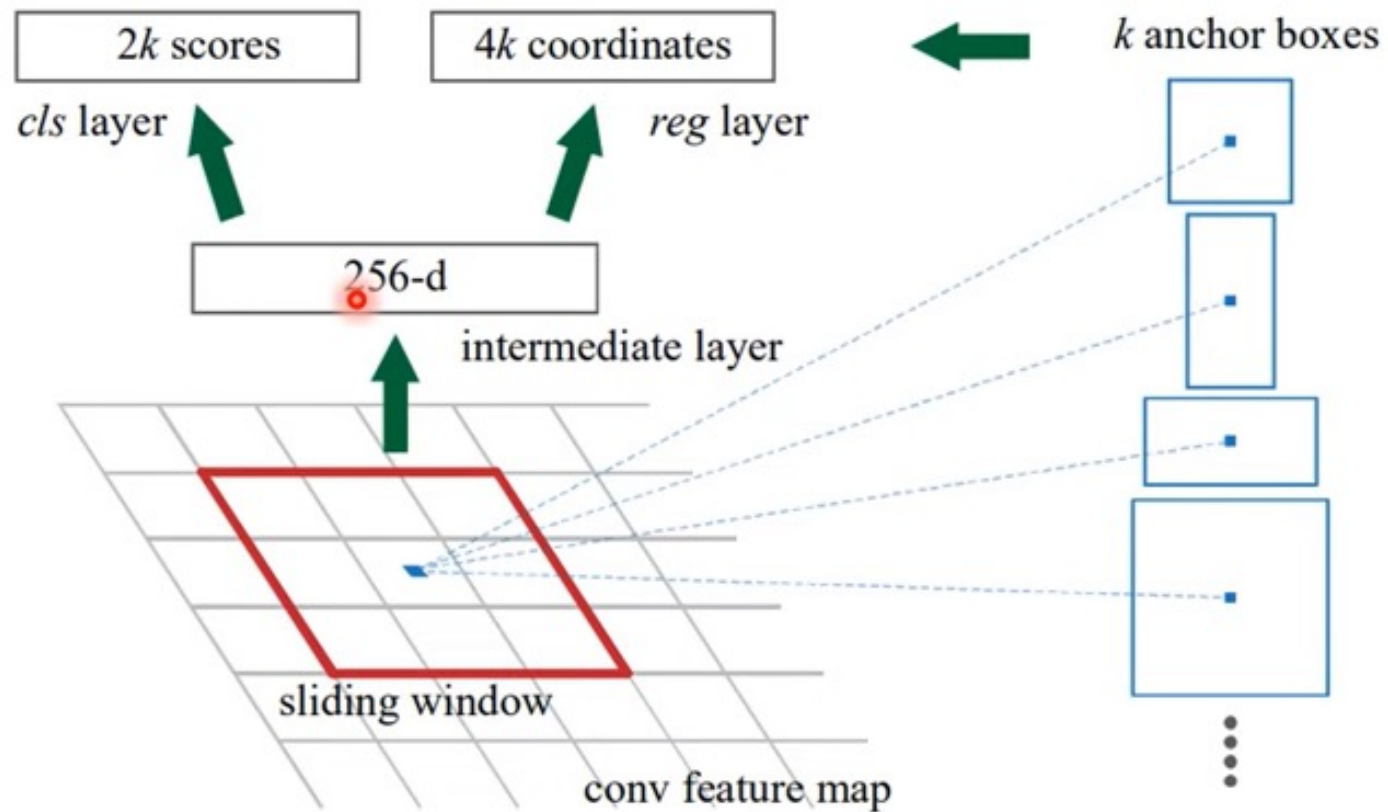 2k scores
4k coordinates
k anchor boxes
cls layer
reg layer
256-d
intermediate layer
sliding window
conv feature map